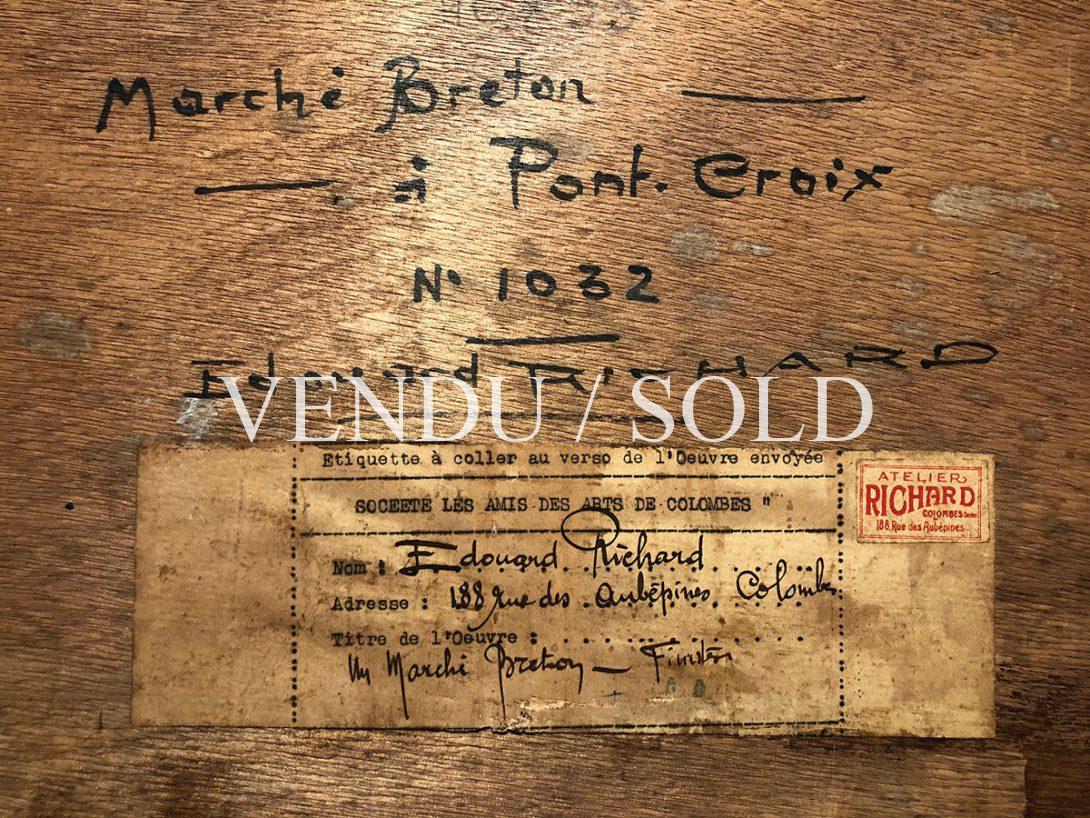 Marché Breton
à Pont-Croix
N° 1032
Edouard RICHARD
VENDU / SOLD
Etiquette à coller au verso de l'Oeuvre envoyée
SOCEETE LES AMIS DES ARTS DE COLOMBES "
Nom : Edouard Richard
Adresse : 188 rue des Aubépines Colombes
Titre de l'Oeuvre :
Un Marché Breton — Finistère
ATELIER
RICHARD
COLOMBES
188, Rue des Aubépines